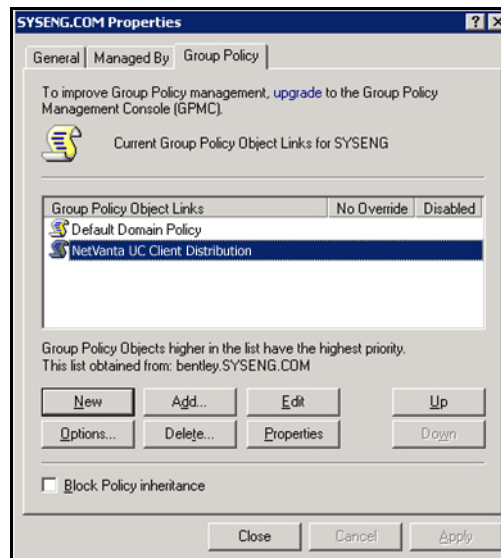 SYSENG.COM Properties
General Managed By Group Policy
To improve Group Policy management, upgrade to the Group Policy
Management Console (GPMC).
Current Group Policy Object Links for SYSENG
Group Policy Object Links No Override Disabled
Default Domain Policy
NetVanta UC Client Distribution
Group Policy Objects higher in the list have the highest priority.
This list obtained from: bentley.SYSENG.COM
New Add... Edit Up
Options... Delete... Properties Down
Block Policy inheritance
Close Cancel Apply